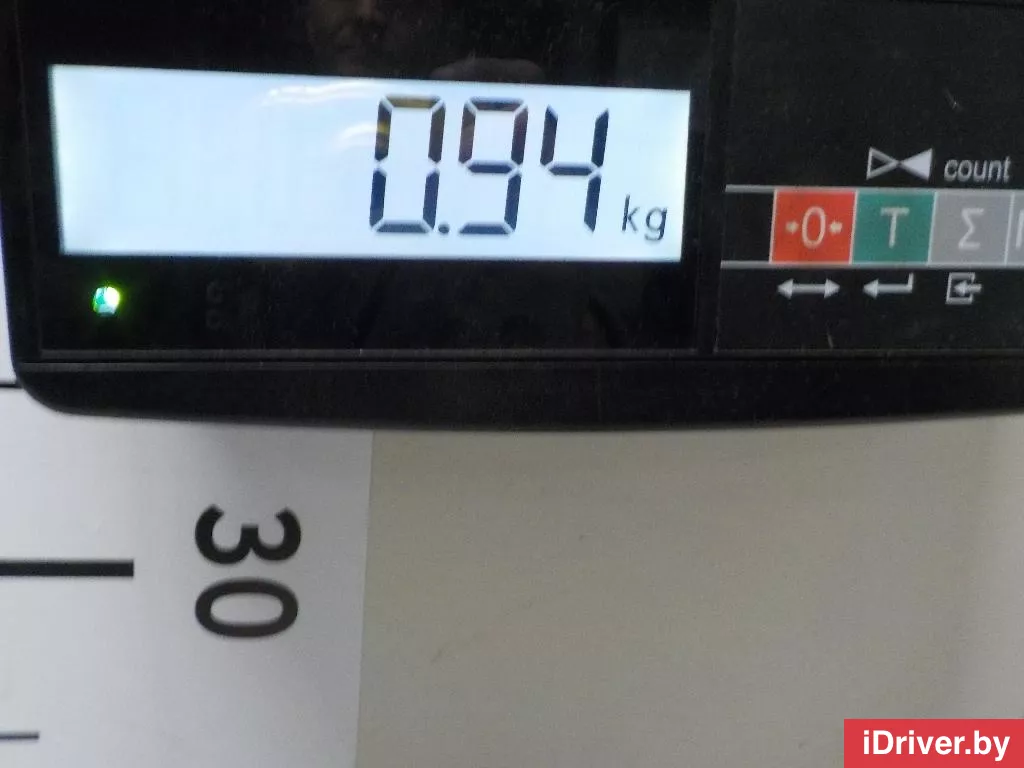 0.94 kg
count
0 T Σ
30
iDriver.by